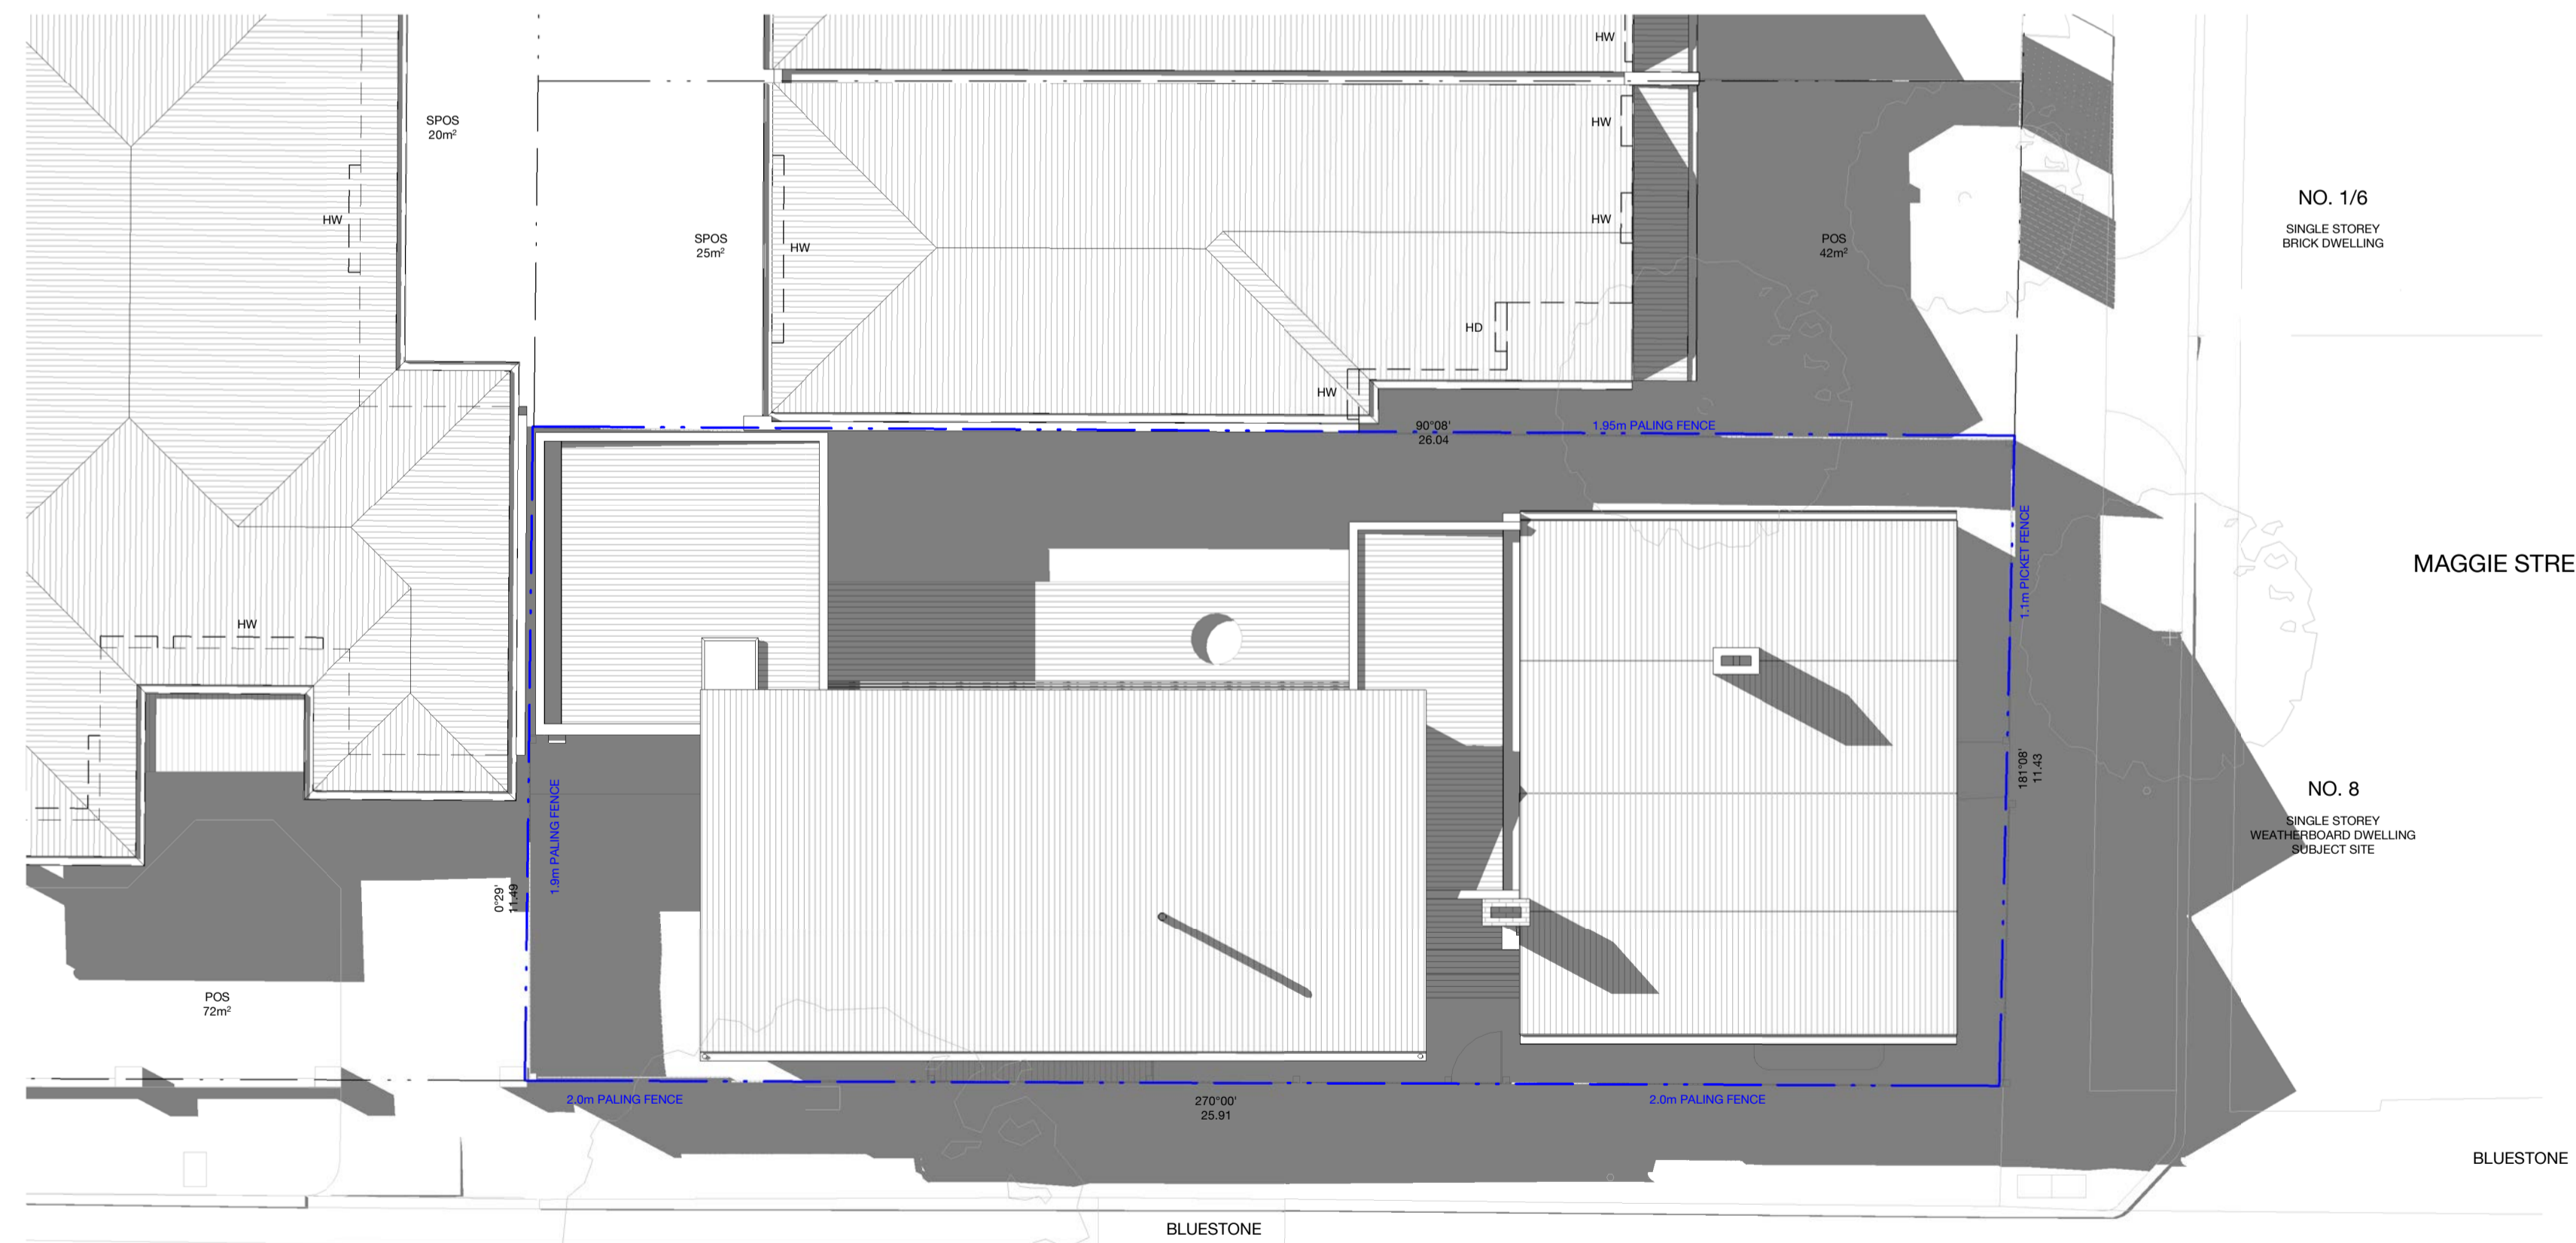 HW
SPOS
20m²
HW
NO. 1/6
HW
HW
SPOS
25m²
HW
POS
42m²
SINGLE STOREY
BRICK DWELLING
HD
HW
90°08'
26.04
1.95m PALING FENCE
1.1m PICKET FENCE
MAGGIE STRE
HW
181°08'
11.43
NO. 8
SINGLE STOREY
WEATHERBOARD DWELLING
SUBJECT SITE
1.9m PALING FENCE
0°29'
11.49
POS
72m²
2.0m PALING FENCE
270°00'
25.91
2.0m PALING FENCE
BLUESTONE
BLUESTONE